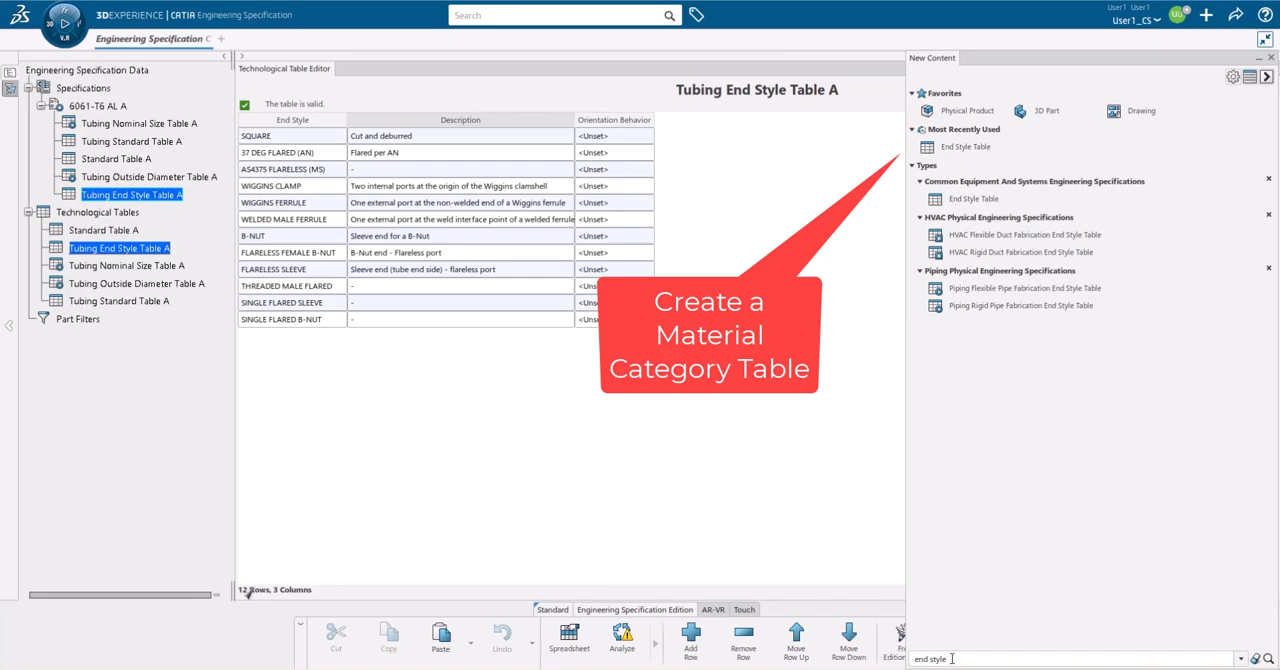 3DEXPERIENCE | CATIA Engineering Specification
Search
User1 User1
User1_CS
UU
3D
V.R
Engineering Specification C
Engineering Specification Data
Specifications
6061-T6 AL A
Tubing Nominal Size Table A
Tubing Standard Table A
Standard Table A
Tubing Outside Diameter Table A
Tubing End Style Table A
Technological Tables
Standard Table A
Tubing End Style Table A
Tubing Nominal Size Table A
Tubing Outside Diameter Table A
Tubing Standard Table A
Part Filters
Technological Table Editor
Tubing End Style Table A
The table is valid.
End Style Description Orientation Behavior
SQUARE Cut and deburred <Unset>
37 DEG FLARED (AN) Flared per AN <Unset>
AS4375 FLARELESS (MS) - <Unset>
WIGGINS CLAMP Two internal ports at the origin of the Wiggins clamshell <Unset>
WIGGINS FERRULE One external port at the non-welded end of a Wiggins ferrule <Unset>
WELDED MALE FERRULE One external port at the weld interface point of a welded ferrule <Unset>
B-NUT Sleeve end for a B-Nut <Unset>
FLARELESS FEMALE B-NUT B-Nut end - Flareless port <Unset>
FLARELESS SLEEVE Sleeve end (tube end side) - flareless port <Unset>
THREADED MALE FLARED - <Uns
SINGLE FLARED SLEEVE - <Uns
SINGLE FLARED B-NUT - <Uns
Create a
Material
Category Table
12 Rows, 3 Columns
Standard Engineering Specification Edition AR-VR Touch
Cut Copy Paste Undo Spreadsheet Analyze Add
Row Remove
Row Move
Row Up Move
Row Down Fr
Edition
New Content
Favorites
Physical Product 3D Part Drawing
Most Recently Used
End Style Table
Types
Common Equipment And Systems Engineering Specifications
End Style Table
HVAC Physical Engineering Specifications
HVAC Flexible Duct Fabrication End Style Table
HVAC Rigid Duct Fabrication End Style Table
Piping Physical Engineering Specifications
Piping Flexible Pipe Fabrication End Style Table
Piping Rigid Pipe Fabrication End Style Table
end style